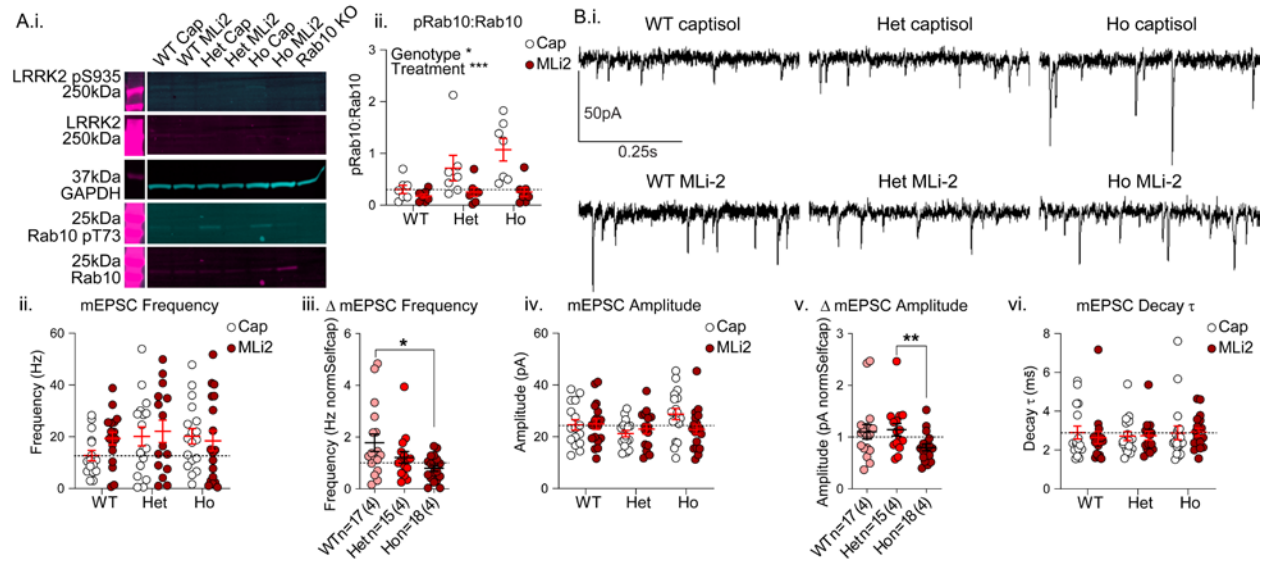 A.i.
WT Cap
WT MLi2
Het Cap
Het MLi2
Ho Cap
Ho MLi2
Rab10 KO
LRRK2 pS935
250kDa
LRRK2
250kDa
37kDa
GAPDH
25kDa
Rab10 pT73
25kDa
Rab10
ii.
pRab10:Rab10
Genotype *
Treatment ***
Cap
MLi2
pRab10:Rab10
3
2
1
0
WT
Het
Ho
B.i.
WT captisol
Het captisol
Ho captisol
50pA
0.25s
WT MLi-2
Het MLi-2
Ho MLi-2
ii.
mEPSC Frequency
Cap
MLi2
Frequency (Hz)
60
40
20
0
WT
Het
Ho
iii.
Δ mEPSC Frequency
*
Frequency (Hz normSelfcap)
6
4
2
0
WTn=17(4)
Het n=15(4)
Hon=18(4)
iv.
mEPSC Amplitude
Cap
MLi2
Amplitude (pA)
60
40
20
0
WT
Het
Ho
v.
Δ mEPSC Amplitude
**
Amplitude (pA normSelfcap)
3
2
1
0
WTn=17(4)
Het n=15(4)
Hon=18(4)
vi.
mEPSC Decay τ
Cap
MLi2
Decay τ (ms)
8
6
4
2
0
WT
Het
Ho